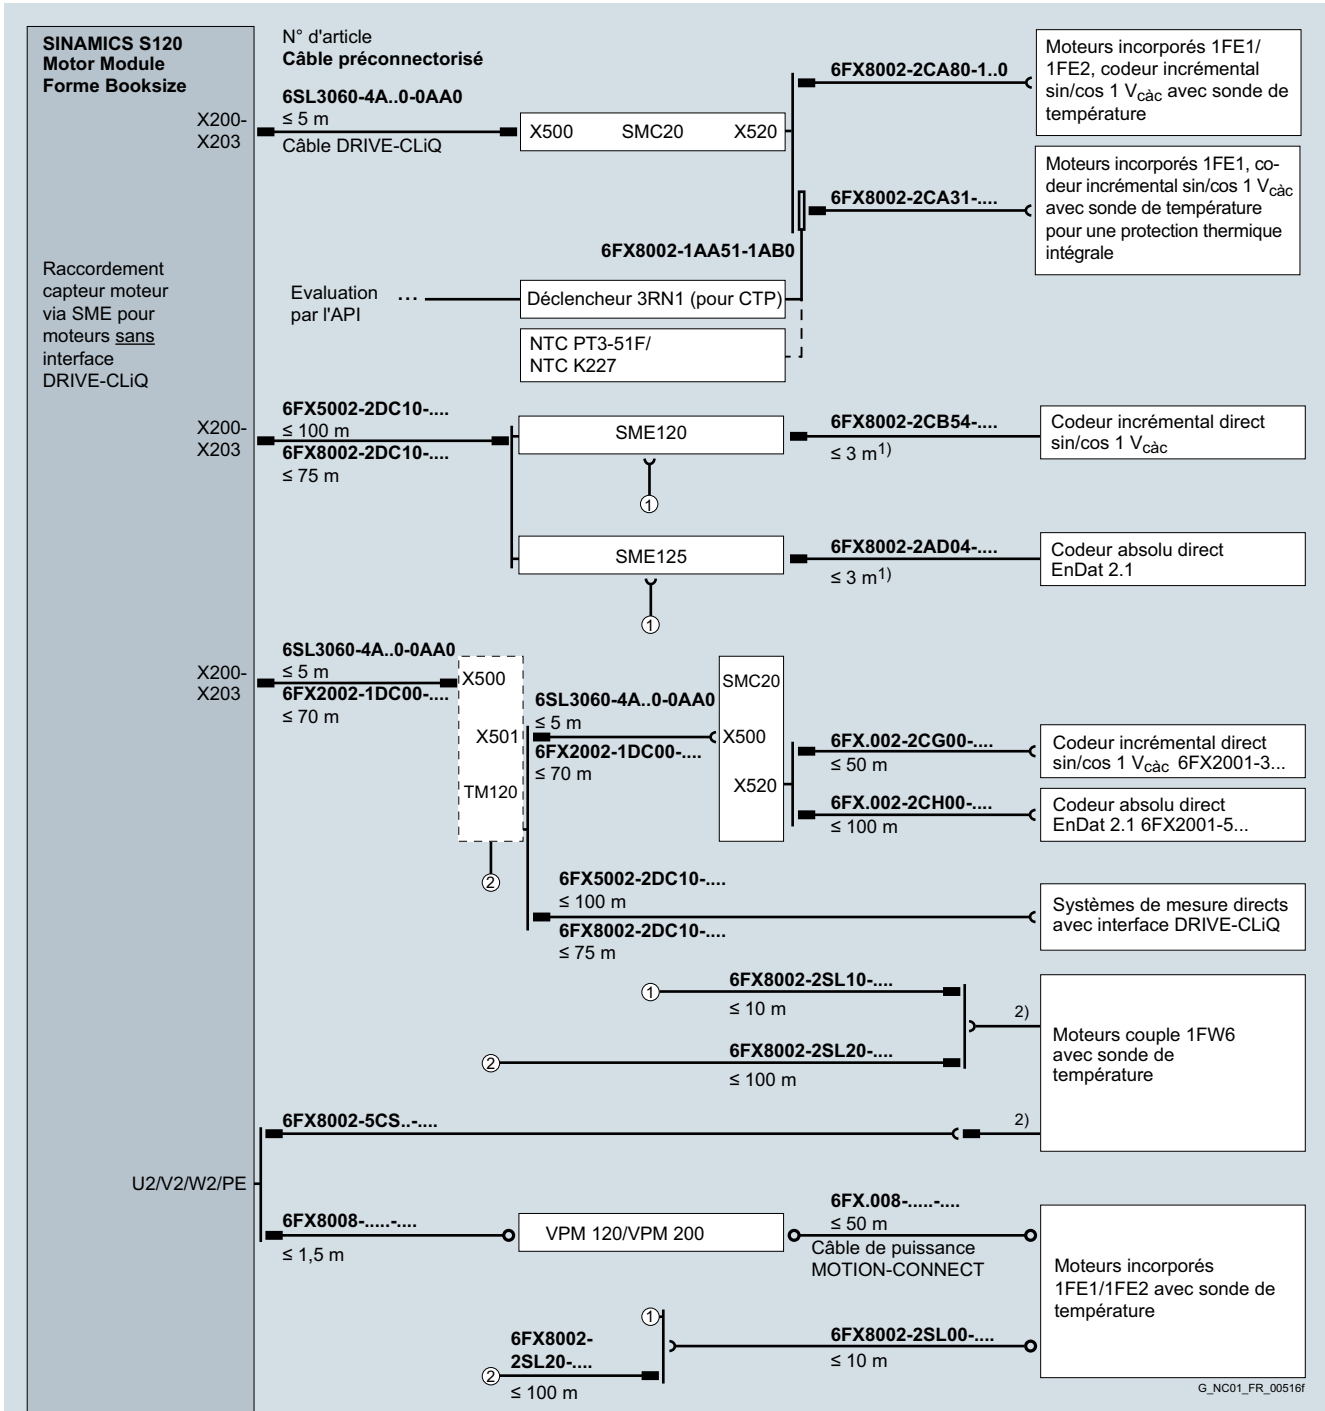 SINAMICS S120
Motor Module
Forme Booksize
N° d'article
Câble préconnectorisé
6SL3060-4A..0-0AA0
≤ 5 m
Câble DRIVE-CLiQ
X200-
X203
X500 SMC20 X520
6FX8002-2CA80-1..0
Moteurs incorporés 1FE1/
1FE2, codeur incrémental
sin/cos 1 Vcàc avec sonde de
température
6FX8002-2CA31-....
Moteurs incorporés 1FE1, co-
deur incrémental sin/cos 1 Vcàc
avec sonde de température
pour une protection thermique
intégrale
6FX8002-1AA51-1AB0
Raccordement
capteur moteur
via SME pour
moteurs sans
interface
DRIVE-CLiQ
Evaluation ...
par l'API
Déclencheur 3RN1 (pour CTP)
NTC PT3-51F/
NTC K227
X200-
X203
6FX5002-2DC10-....
≤ 100 m
6FX8002-2DC10-....
≤ 75 m
SME120
①
6FX8002-2CB54-....
≤ 3 m1)
Codeur incrémental direct
sin/cos 1 Vcàc
SME125
①
6FX8002-2AD04-....
≤ 3 m1)
Codeur absolu direct
EnDat 2.1
X200-
X203
6SL3060-4A..0-0AA0
≤ 5 m
6FX2002-1DC00-....
≤ 70 m
X500
X501
TM120
②
6SL3060-4A..0-0AA0
≤ 5 m
6FX2002-1DC00-....
≤ 70 m
SMC20
X500
X520
6FX.002-2CG00-....
≤ 50 m
Codeur incrémental direct
sin/cos 1 Vcàc 6FX2001-3...
6FX.002-2CH00-....
≤ 100 m
Codeur absolu direct
EnDat 2.1 6FX2001-5...
6FX5002-2DC10-....
≤ 100 m
6FX8002-2DC10-....
≤ 75 m
Systèmes de mesure directs
avec interface DRIVE-CLiQ
①
6FX8002-2SL10-....
≤ 10 m
②
6FX8002-2SL20-....
≤ 100 m
2)
Moteurs couple 1FW6
avec sonde de
température
6FX8002-5CS..-....
2)
U2/V2/W2/PE
6FX8008-.....-....
≤ 1,5 m
VPM 120/VPM 200
6FX.008-.....-....
≤ 50 m
Câble de puissance
MOTION-CONNECT
Moteurs incorporés
1FE1/1FE2 avec sonde de
température
①
6FX8002-
2SL20-....
②
≤ 100 m
6FX8002-2SL00-....
≤ 10 m
G_NC01_FR_00516f